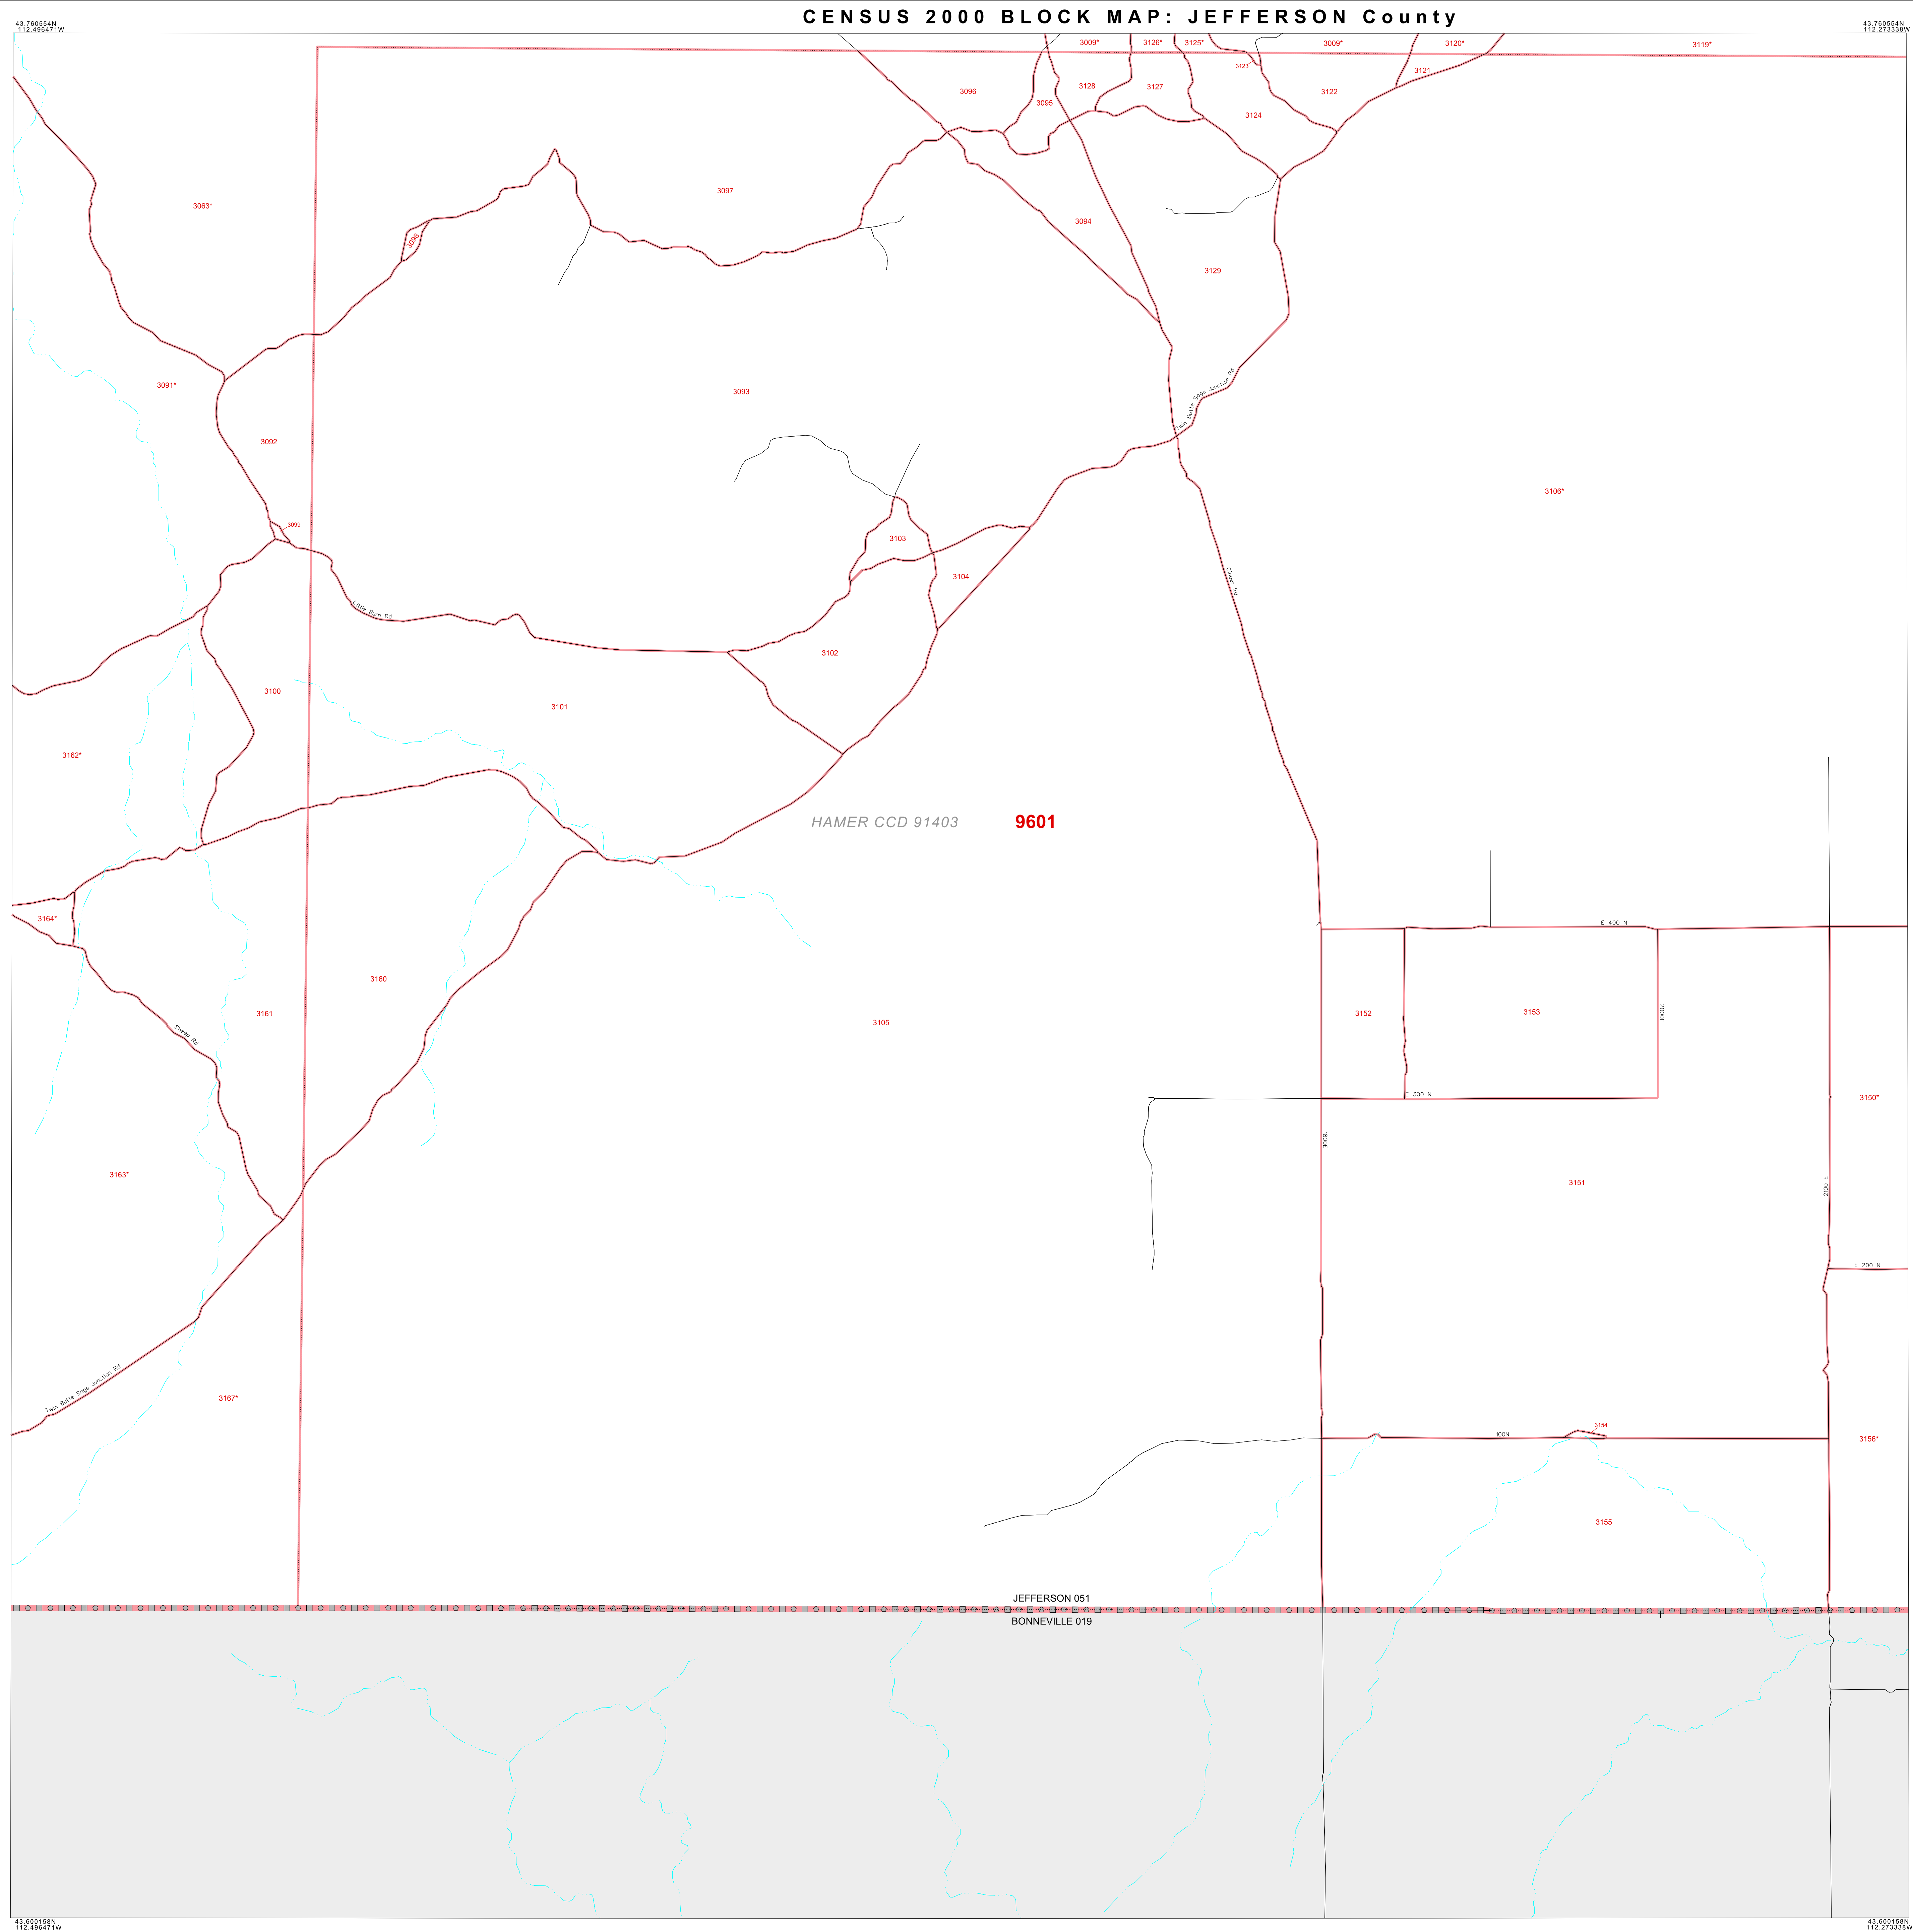 CENSUS 2000 BLOCK MAP: JEFFERSON County
43.760554N
112.496471W
43.760554N
112.273338W
3009*
3126*
3125*
3009*
3120*
3119*
3123
3121
3096
3128
3127
3122
3095
3124
3097
3063*
3094
3098
3129
3091*
3093
Twin Butte Sage Junction Rd
3092
3106*
3099
3103
3104
Cinder Rd
Little Burn Rd
3102
3100
3101
3162*
HAMER CCD 91403
9601
3164*
E 400 N
3160
3161
3105
3152
3153
2000E
Sheep Rd
E 300 N
3150*
1800E
3163*
3151
2100 E
E 200 N
Twin Butte Sage Junction Rd
3167*
3154
100N
3156*
3155
JEFFERSON 051
BONNEVILLE 019
43.600158N
112.496471W
43.600158N
112.273338W